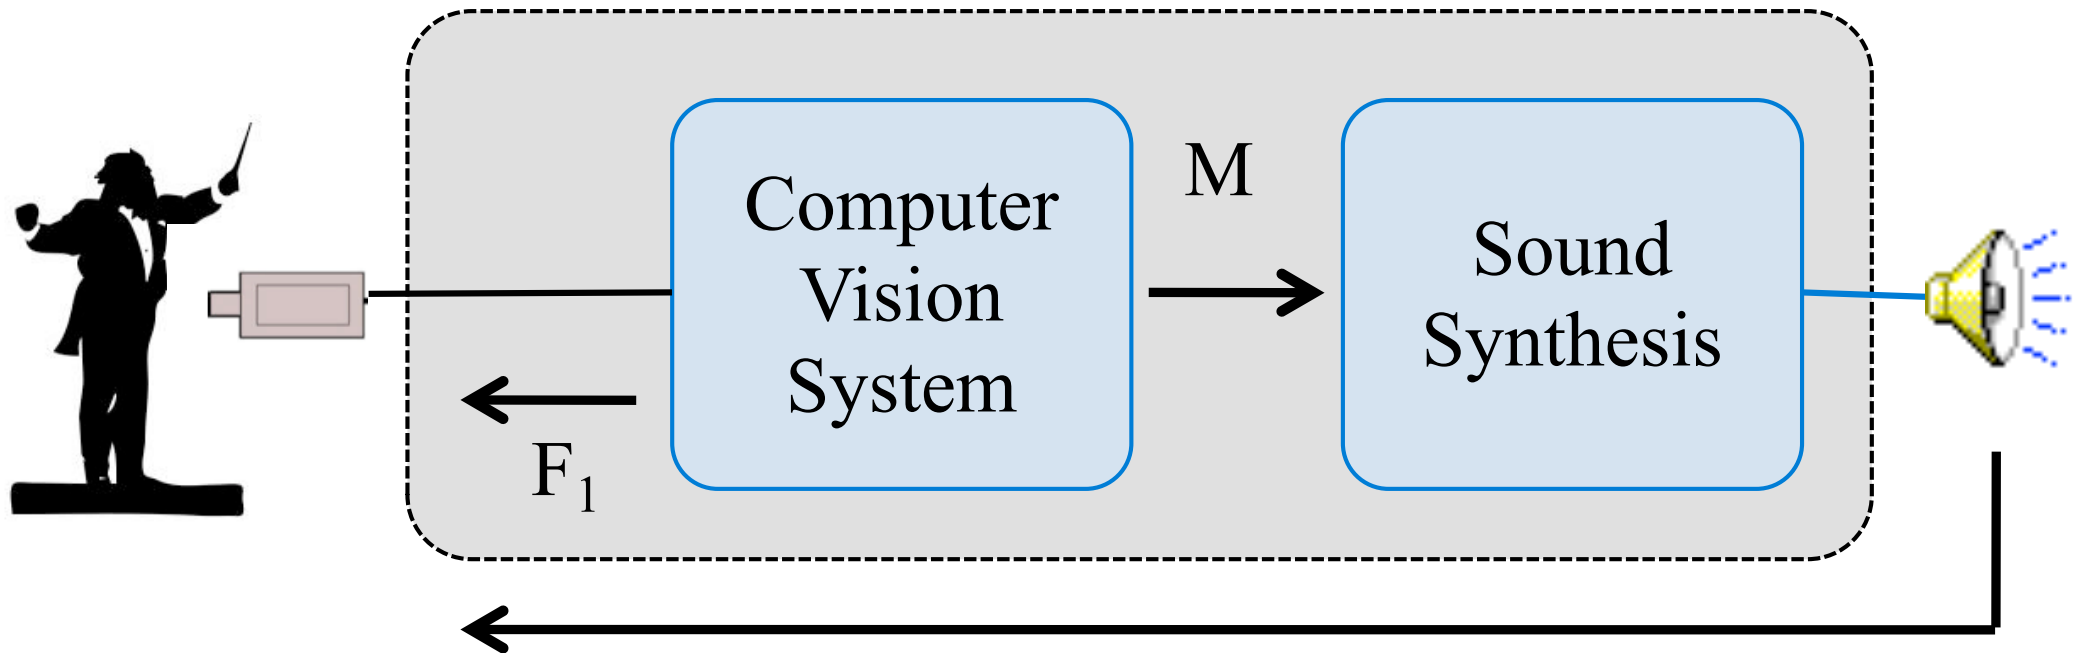 Computer
Vision
System
M
Sound
Synthesis
F₁